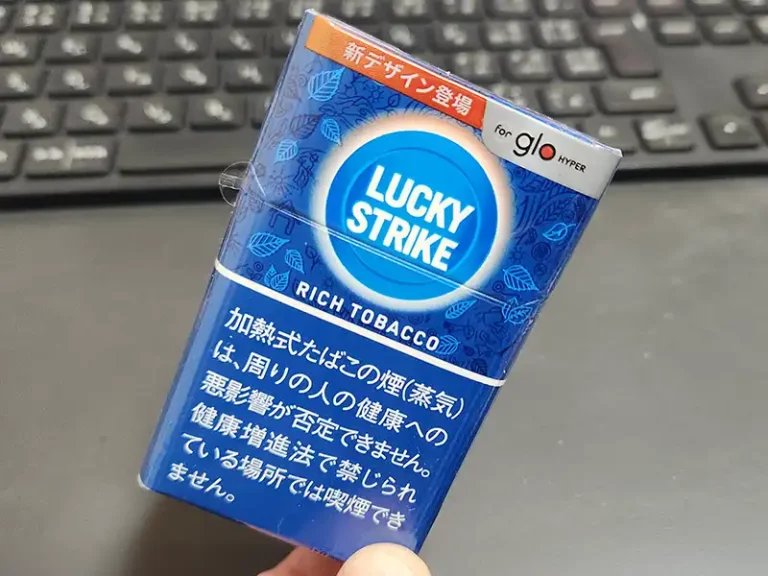 新デザイン登場
for glo HYPER
LUCKY
STRIKE
RICH TOBACCO
加熱式たばこの煙(蒸気)
は、周りの人の健康への
悪影響が否定できません。
健康増進法で禁じられ
ている場所では喫煙でき
ません。